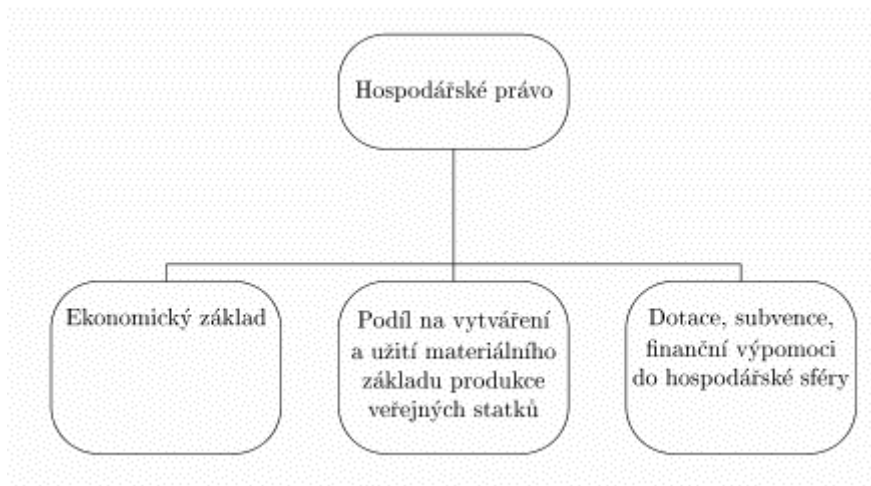 Hospodářské právo
Ekonomický základ
Podíl na vytváření
a užití materiálního
základu produkce
veřejných statků
Dotace, subvence,
finanční výpomoci
do hospodářské sféry